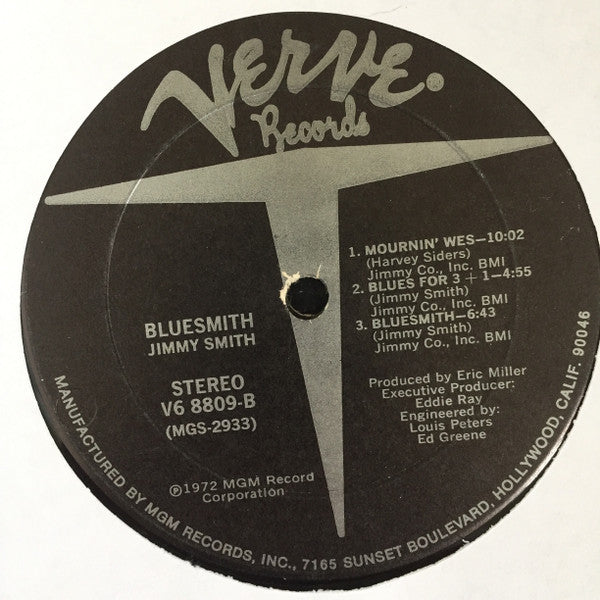 Verve.
Records
1. MOURNIN' WES—10:02
(Harvey Siders)
Jimmy Co., Inc. BMI
2. BLUES FOR 3 + 1—4:55
(Jimmy Smith)
Jimmy Co., Inc. BMI
3. BLUESMITH—6:43
(Jimmy Smith)
Jimmy Co., Inc. BMI
BLUESMITH
JIMMY SMITH
STEREO
V6 8809-B
(MGS-2933)
Produced by Eric Miller
Executive Producer:
Eddie Ray
Engineered by:
Louis Peters
Ed Greene
℗1972 MGM Record
Corporation
MANUFACTURED BY MGM RECORDS, INC., 7165 SUNSET BOULEVARD, HOLLYWOOD, CALIF. 90046